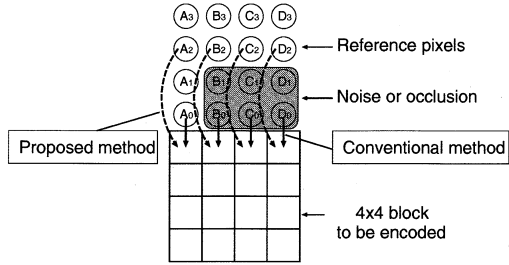 A3 B3 C3 D3
A2 B2 C2 D2
Reference pixels
A1 B1 C1 D1
Noise or occlusion
A0 B0 C0 D0
Proposed method
Conventional method
4x4 block
to be encoded